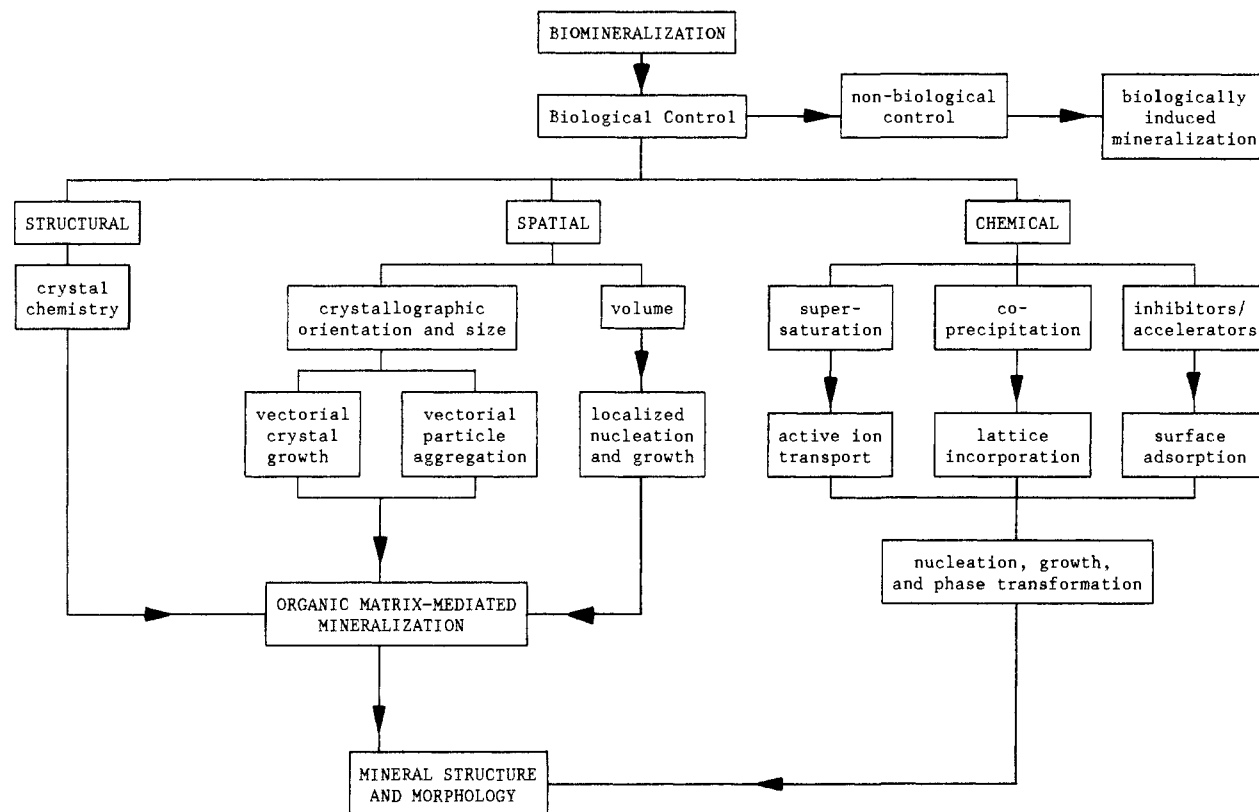 BIOMINERALIZATION
Biological Control
non-biological
control
biologically
induced
mineralization
STRUCTURAL
SPATIAL
CHEMICAL
crystal
chemistry
crystallographic
orientation and size
volume
super-
saturation
co-
precipitation
inhibitors/
accelerators
vectorial
crystal
growth
vectorial
particle
aggregation
localized
nucleation
and growth
active ion
transport
lattice
incorporation
surface
adsorption
nucleation, growth,
and phase transformation
ORGANIC MATRIX-MEDIATED
MINERALIZATION
MINERAL STRUCTURE
AND MORPHOLOGY